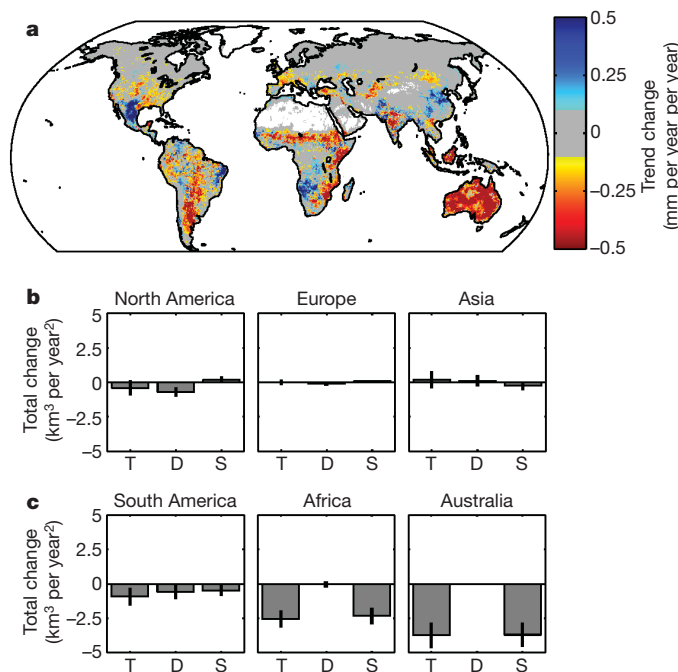 a
0.5
0.25
0
−0.25
−0.5
Trend change
(mm per year per year)
b
North America Europe Asia
Total change
(km³ per year²)
5
2.5
0
−2.5
−5
T D S T D S T D S
c
South America Africa Australia
Total change
(km³ per year²)
5
2.5
0
−2.5
−5
T D S T D S T D S